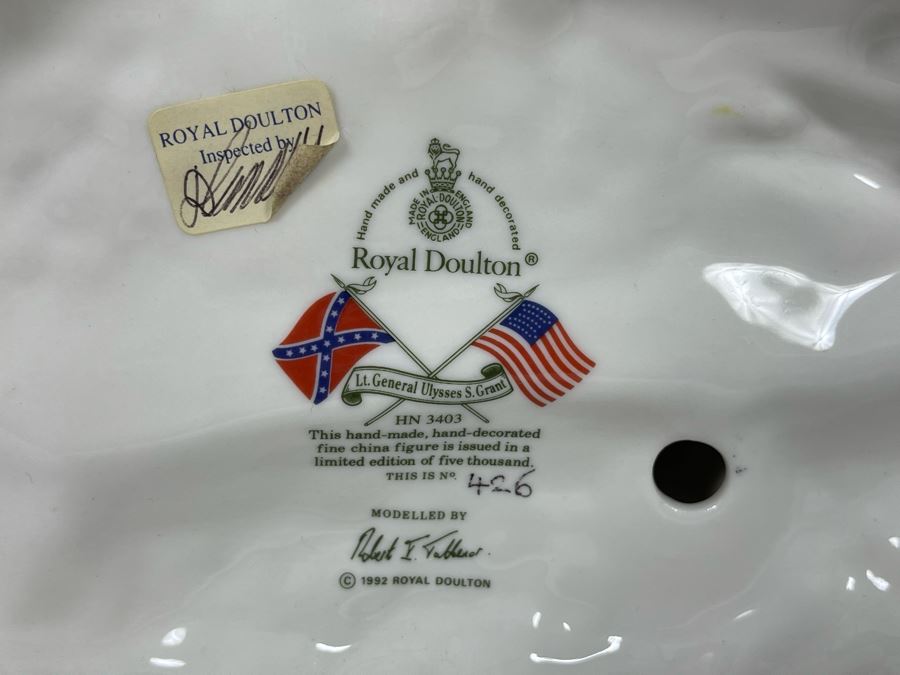 ROYAL DOULTON
Inspected by
Hand made and hand decorated
MADE IN ENGLAND
ROYAL DOULTON
ENGLAND
Royal Doulton®
Lt. General Ulysses S. Grant
HN 3403
This hand-made, hand-decorated
fine china figure is issued in a
limited edition of five thousand.
THIS IS Nº. 426
MODELLED BY
Robert I.
© 1992 ROYAL DOULTON